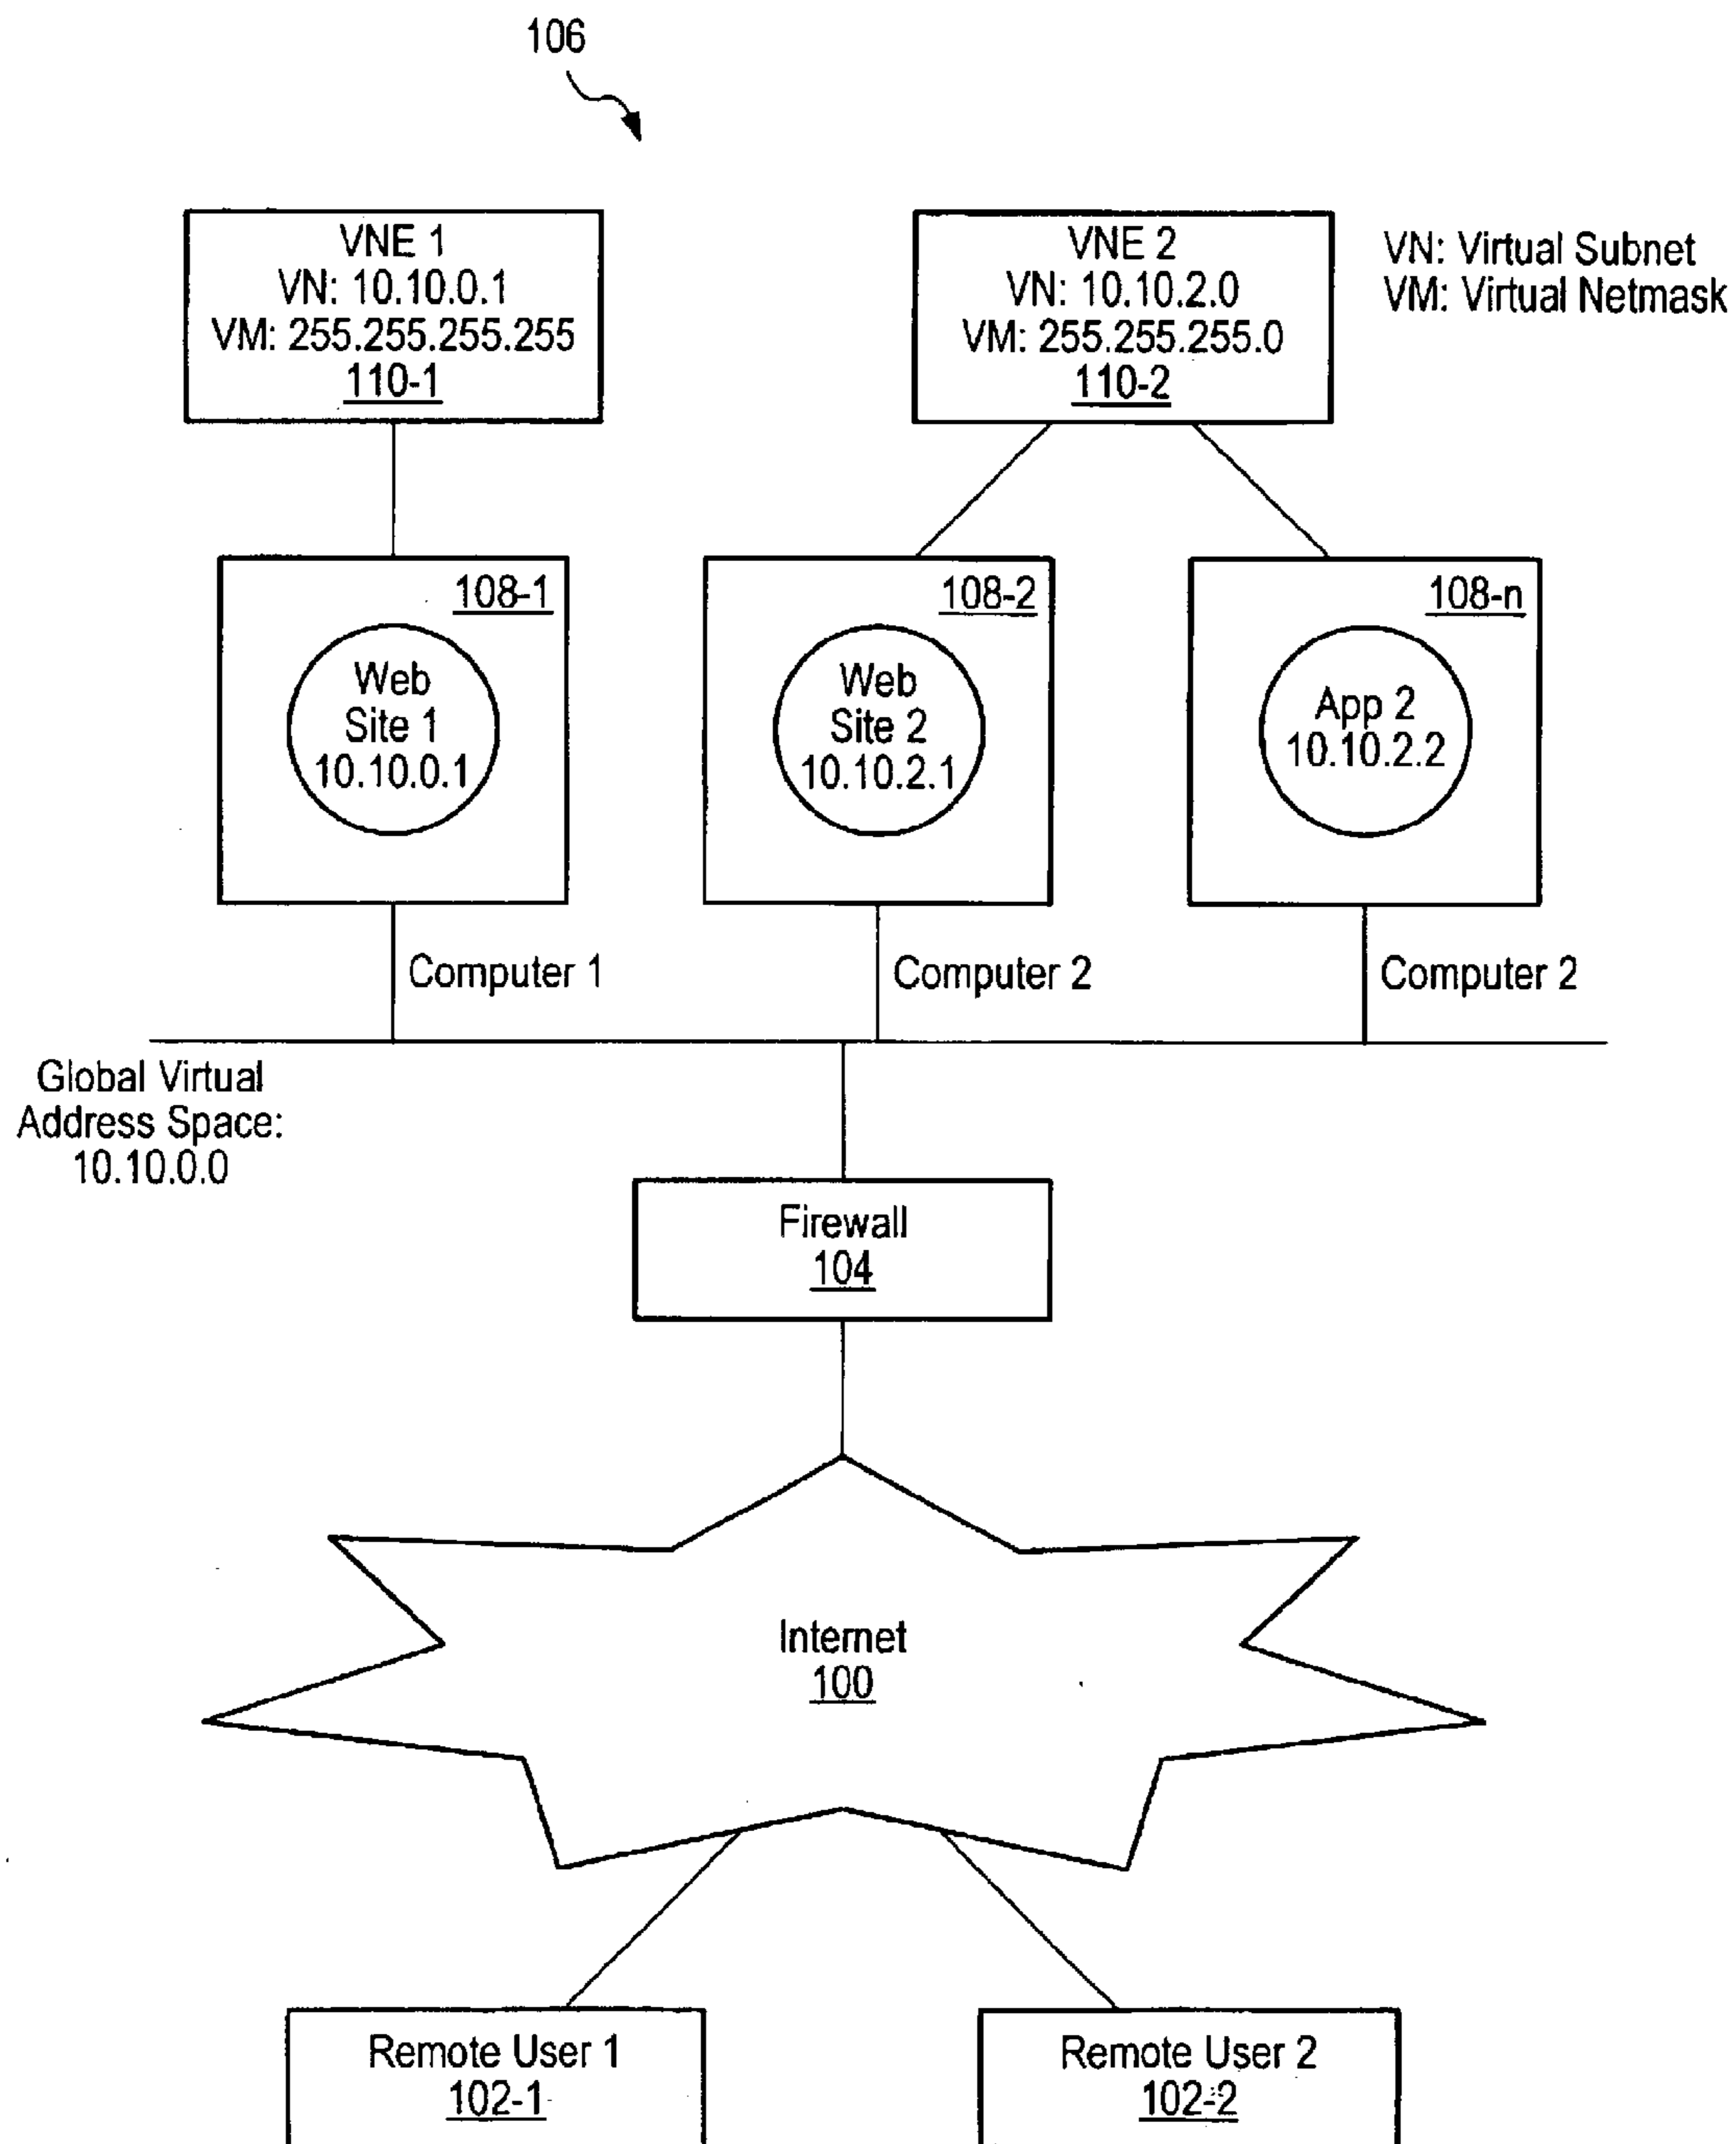 106
VNE 1
VN: 10.10.0.1
VM: 255.255.255.255
110-1
VNE 2
VN: 10.10.2.0
VM: 255.255.255.0
110-2
VN: Virtual Subnet
VM: Virtual Netmask
108-1
Web
Site 1
10.10.0.1
108-2
Web
Site 2
10.10.2.1
108-n
App 2
10.10.2.2
Computer 1
Computer 2
Computer 2
Global Virtual
Address Space:
10.10.0.0
Firewall
104
Internet
100
Remote User 1
102-1
Remote User 2
102-2